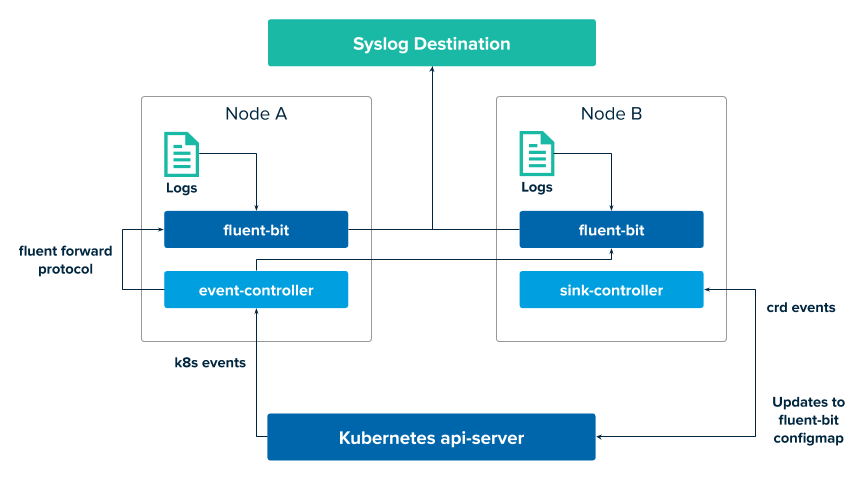 Syslog Destination
Node A
Node B
Logs
Logs
fluent-bit
fluent-bit
fluent forward
protocol
event-controller
sink-controller
crd events
k8s events
Updates to
fluent-bit
configmap
Kubernetes api-server